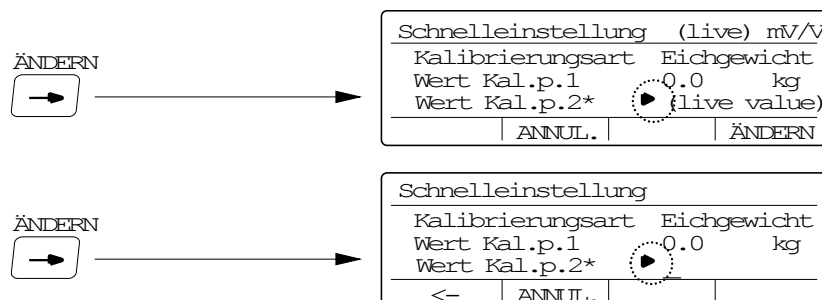 Schnelleinstellung (live) mV/V
ÄNDERN
Kalibrierungsart Eichgewicht
Wert Kal.p.1 0.0 kg
Wert Kal.p.2* (live value)
ANNUL. ÄNDERN
Schnelleinstellung
ÄNDERN
Kalibrierungsart Eichgewicht
Wert Kal.p.1 0.0 kg
Wert Kal.p.2* _
<- ANNUL.